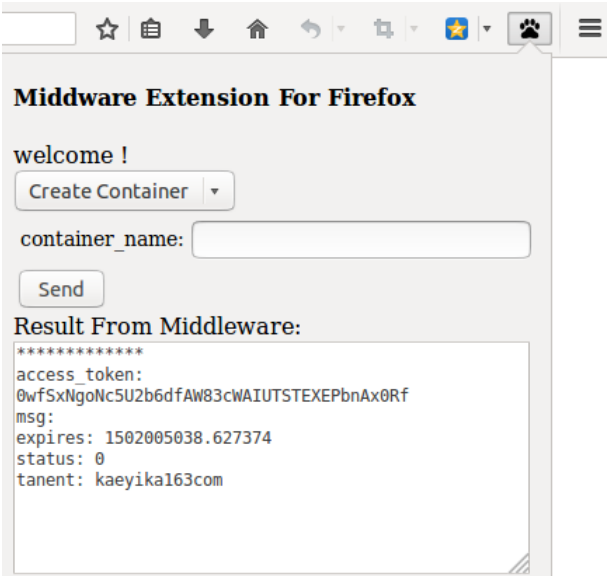 Middware Extension For Firefox
welcome !
Create Container
container_name:
Send
Result From Middleware:
*************
access_token:
0wfSxNgoNc5U2b6dfAW83cWAIUTSTEXEPbnAx0Rf
msg:
expires: 1502005038.627374
status: 0
tanent: kaeyika163com